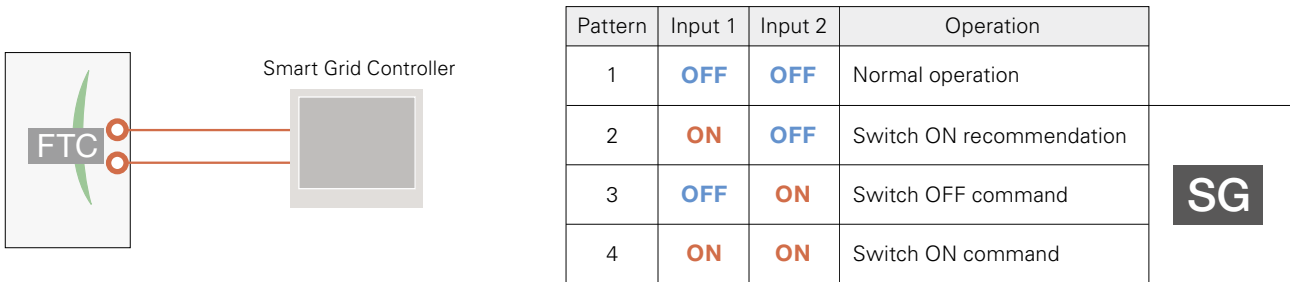 Smart Grid Controller
FTC
Pattern Input 1 Input 2 Operation
1 OFF OFF Normal operation
2 ON OFF Switch ON recommendation
3 OFF ON Switch OFF command
4 ON ON Switch ON command
SG